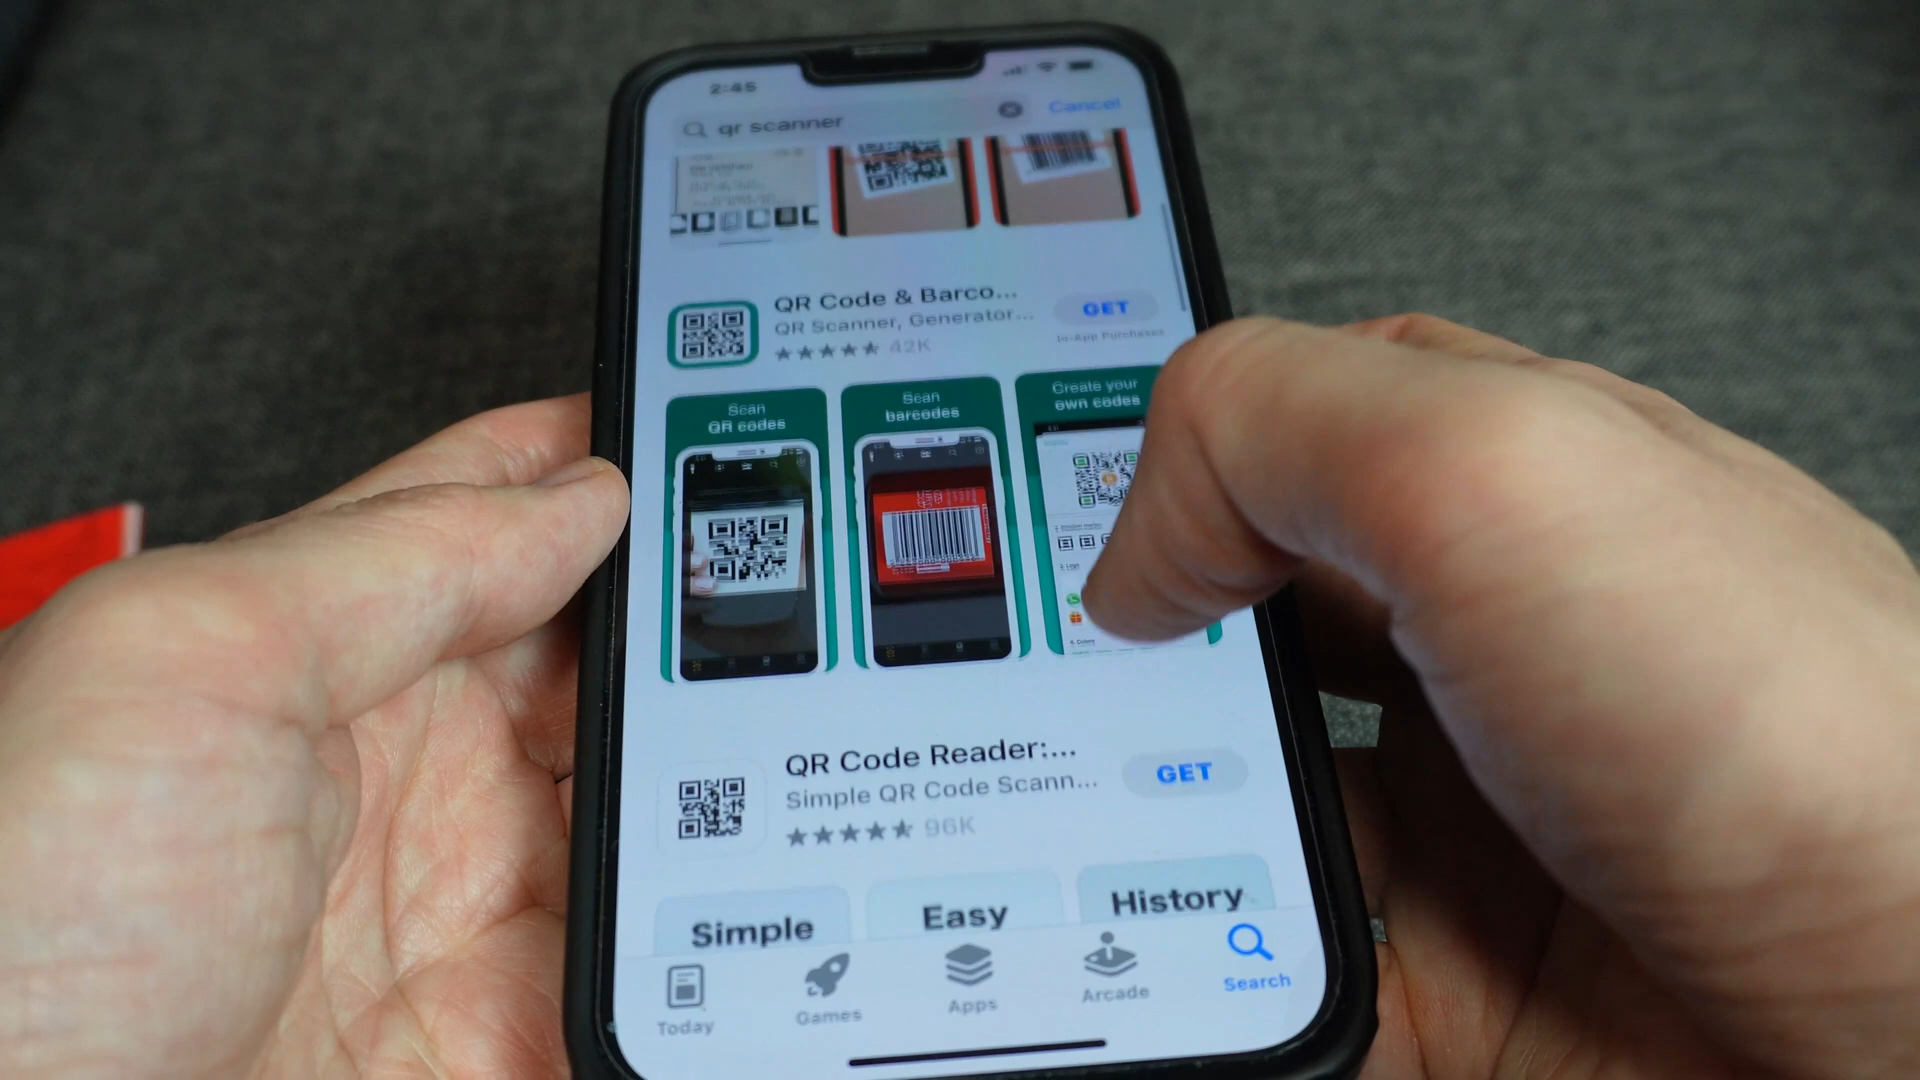 2:45
qr scanner
Cancel
QR Code & Barco...
QR Scanner, Generator...
GET
In-App Purchases
42K
Scan
QR codes
Scan
barcodes
Create your
own codes
QR Code Reader:...
Simple QR Code Scann...
GET
96K
Simple
Easy
History
Today
Games
Apps
Arcade
Search